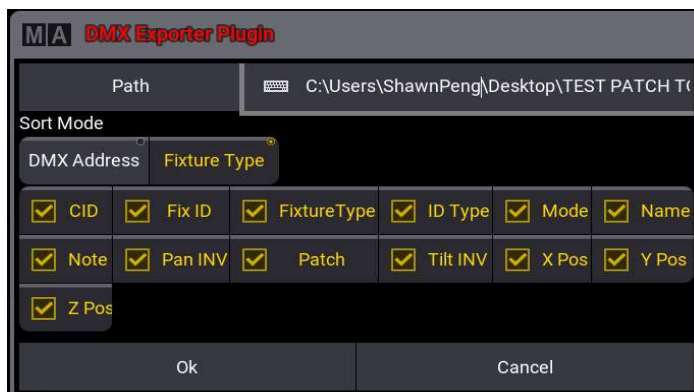 MA DMX Exporter Plugin
Path C:\Users\ShawnPeng\Desktop\TEST PATCH T
Sort Mode
DMX Address Fixture Type
CID Fix ID FixtureType ID Type Mode Name
Note Pan INV Patch Tilt INV X Pos Y Pos
Z Pos
Ok Cancel